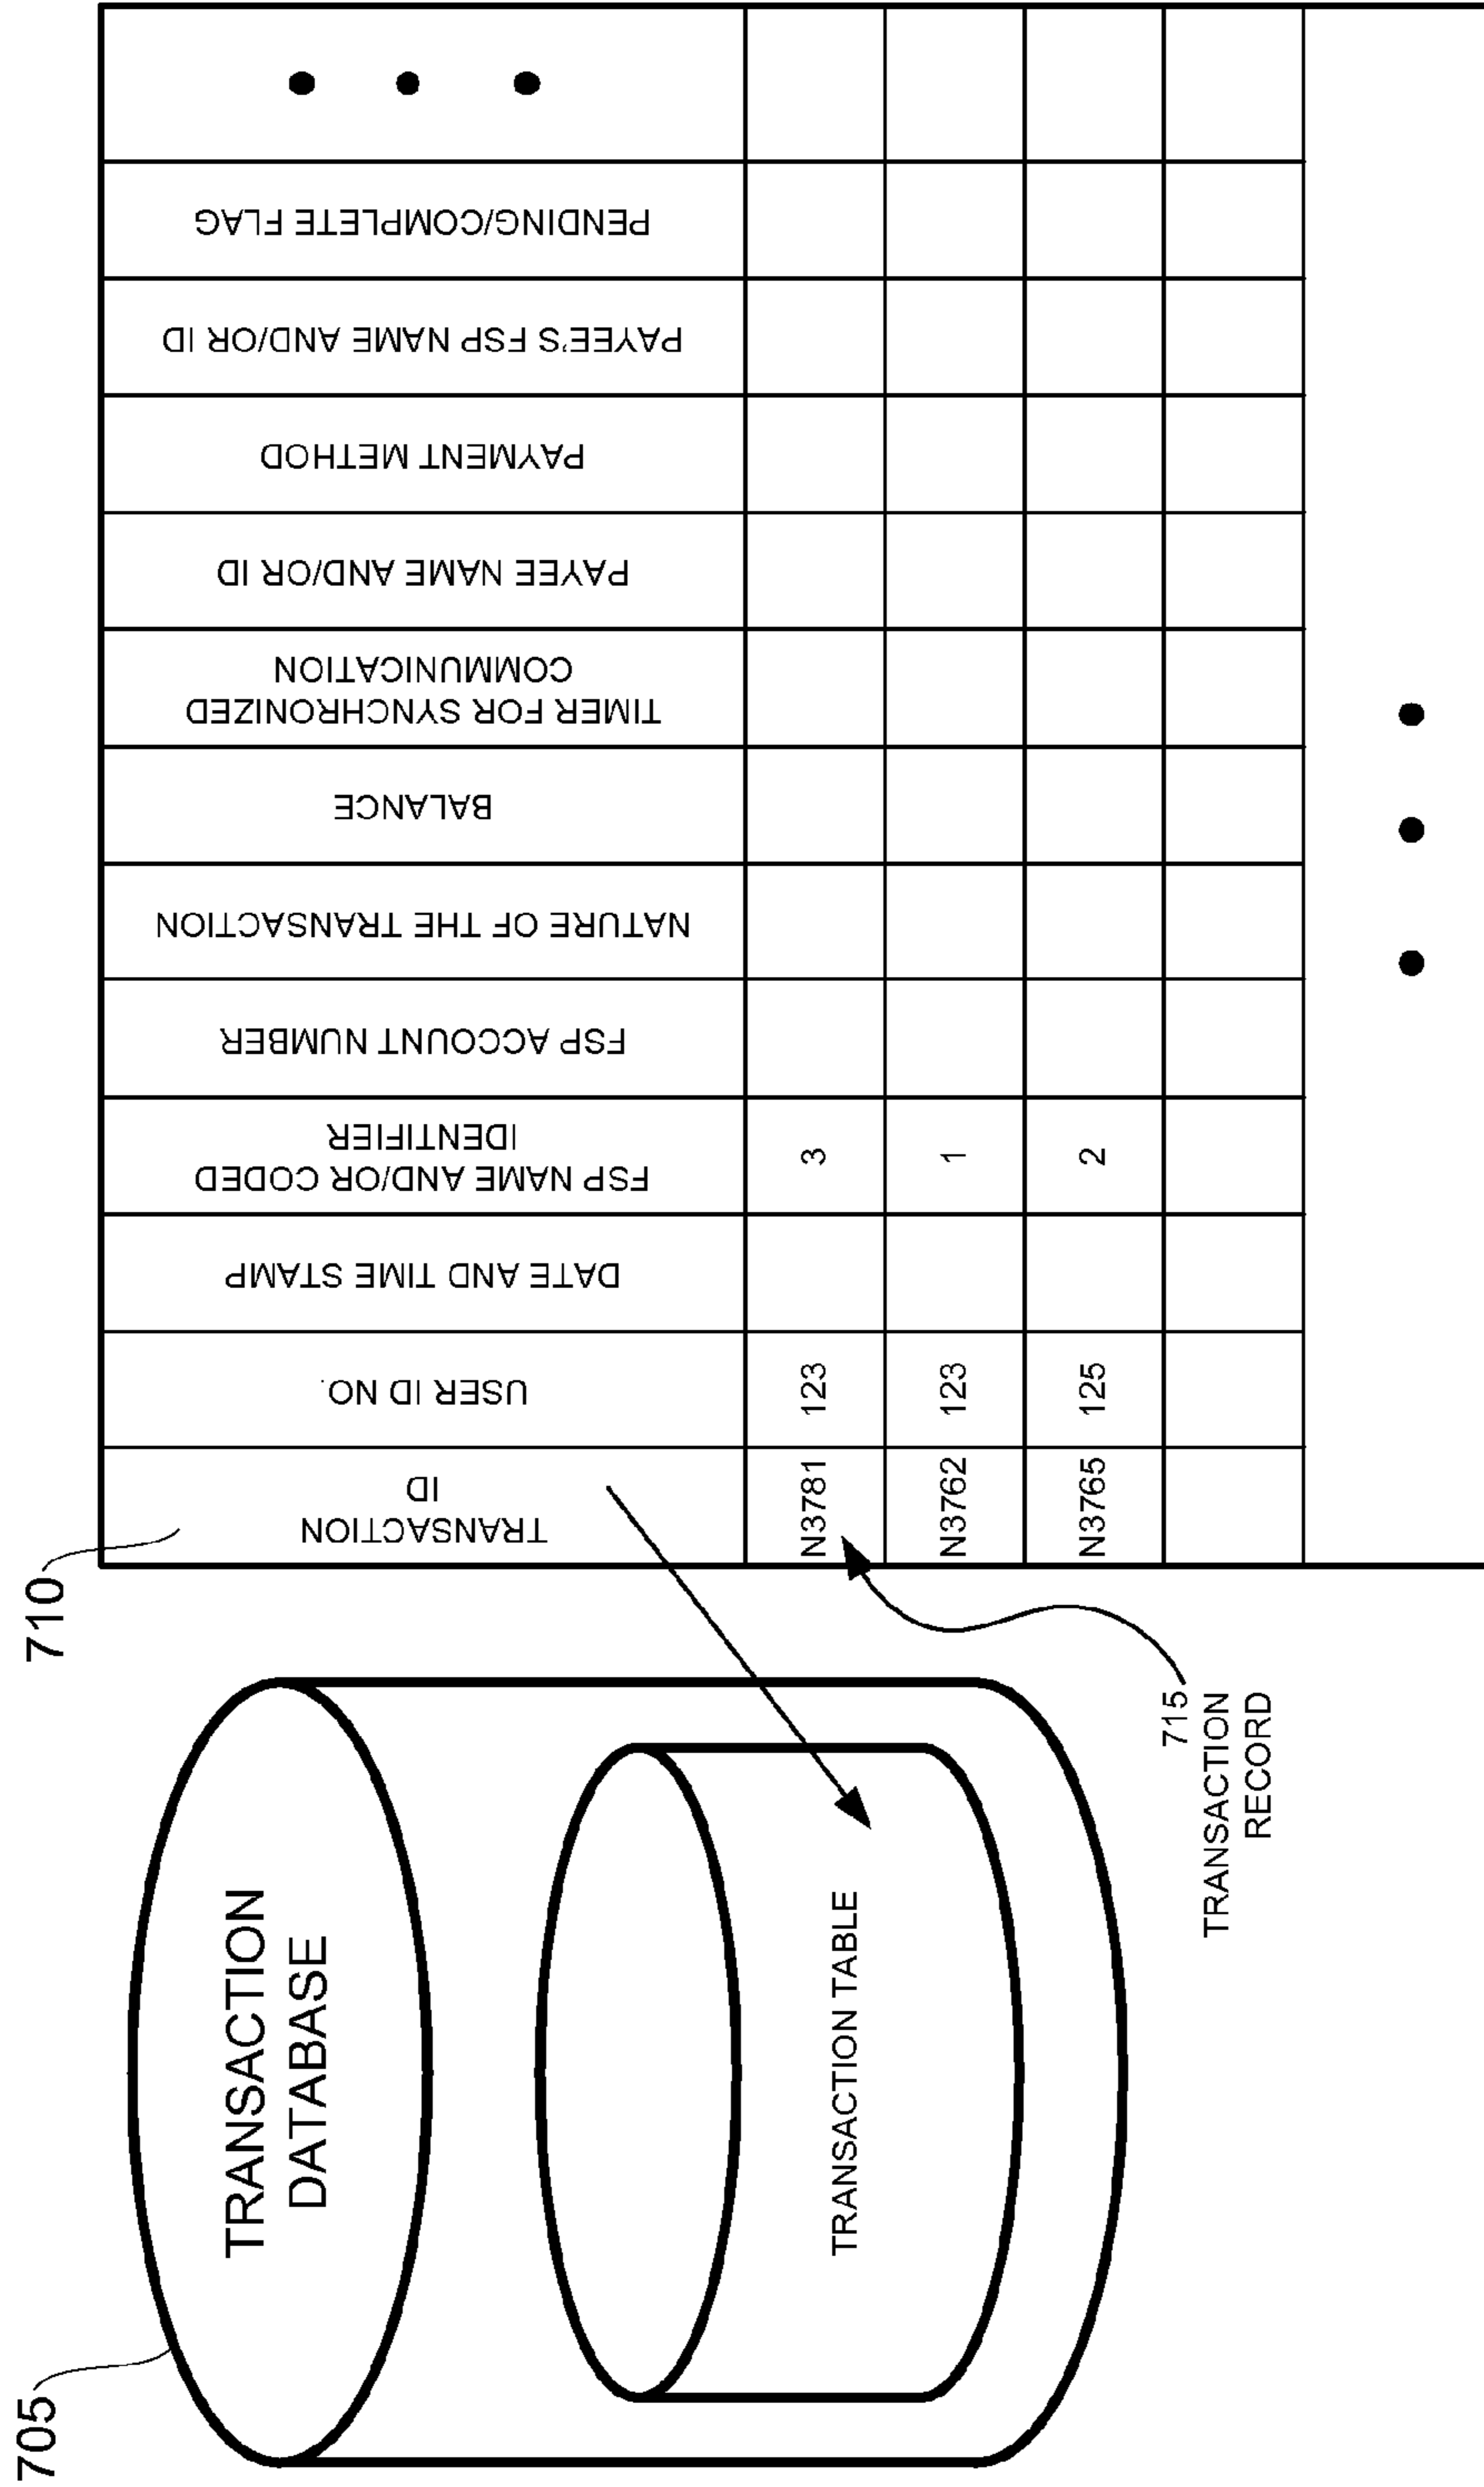 705
TRANSACTION
DATABASE
TRANSACTION TABLE
710
715
TRANSACTION
RECORD
TRANSACTION
ID
USER ID NO.
DATE AND TIME STAMP
FSP NAME AND/OR CODED
IDENTIFIER
FSP ACCOUNT NUMBER
NATURE OF THE TRANSACTION
BALANCE
TIMER FOR SYNCHRONIZED
COMMUNICATION
PAYEE NAME AND/OR ID
PAYMENT METHOD
PAYEE'S FSP NAME AND/OR ID
PENDING/COMPLETE FLAG
N3781 123 3
N3762 123 1
N3765 125 2